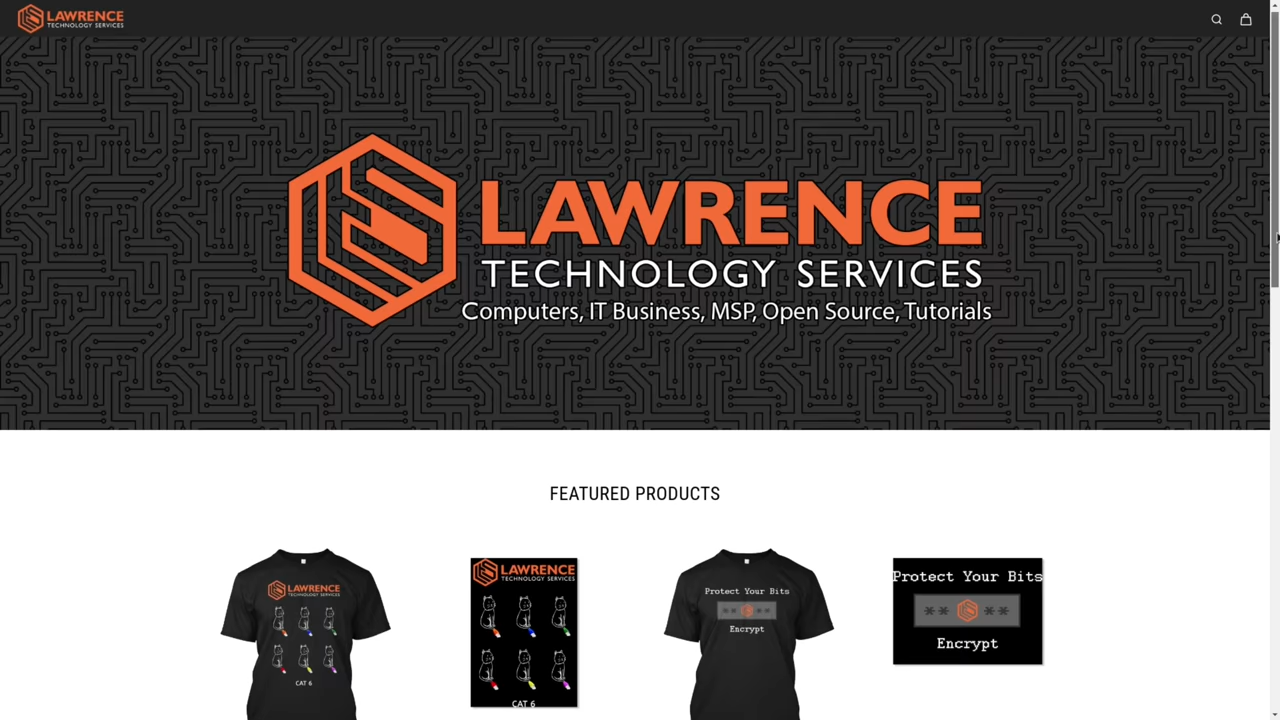 LAWRENCE
TECHNOLOGY SERVICES
LAWRENCE
TECHNOLOGY SERVICES
Computers, IT Business, MSP, Open Source, Tutorials
FEATURED PRODUCTS
LAWRENCE
TECHNOLOGY SERVICES
CAT 6
LAWRENCE
TECHNOLOGY SERVICES
CAT 6
Protect Your Bits
** **
Encrypt
Protect Your Bits
** **
Encrypt